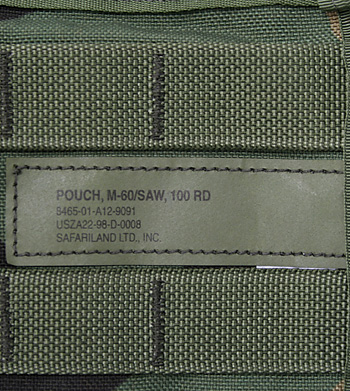 POUCH, M-60/SAW, 100 RD
8465-01-A12-9091
USZA22-98-D-0008
SAFARILAND LTD., INC.